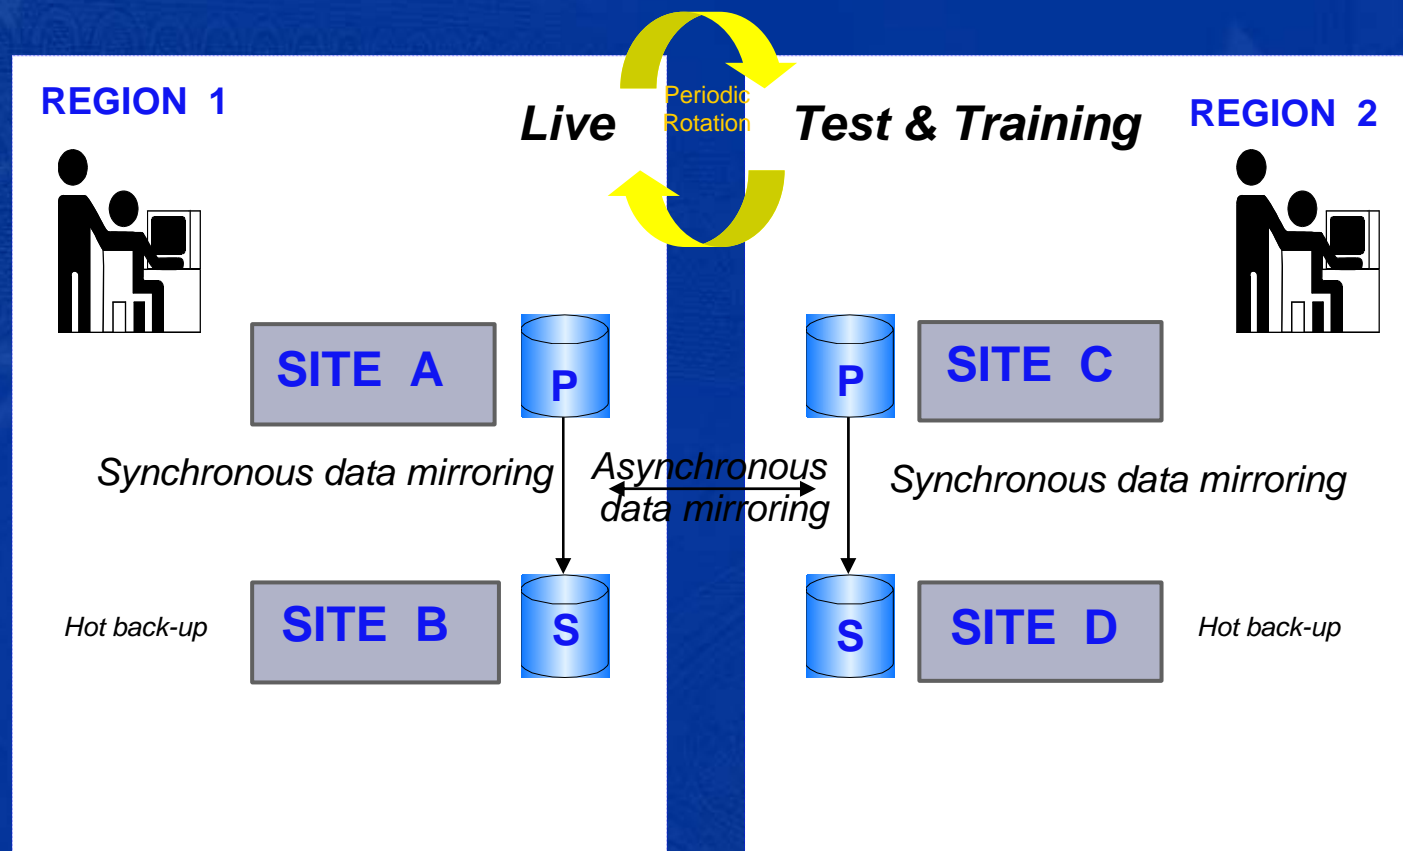 REGION 1
Live
Periodic
Rotation
Test & Training
REGION 2
SITE A
P
P
SITE C
Synchronous data mirroring
Asynchronous
data mirroring
Synchronous data mirroring
Hot back-up
SITE B
S
S
SITE D
Hot back-up